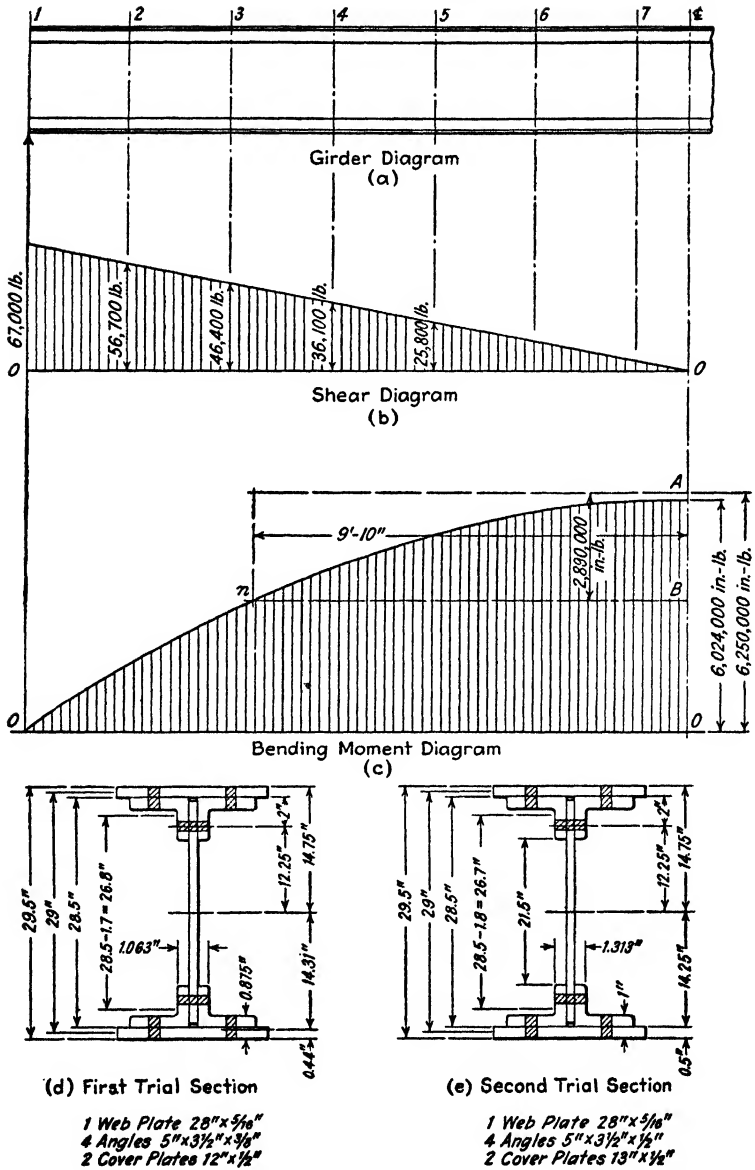 1 2 3 4 5 6 7 ℄
Girder Diagram
(a)
67,000 lb.
56,700 lb.
46,400 lb.
36,100 lb.
25,800 lb.
O O
Shear Diagram
(b)
A
9'-10"
2,890,000 in.-lb.
n B
6,024,000 in.-lb.
6,250,000 in.-lb.
O O
Bending Moment Diagram
(c)
29.5"
29"
28.5"
28.5-1.7=26.8"
1.063"
0.875"
2"
12.25"
14.75"
14.31"
0.44"
(d) First Trial Section
1 Web Plate 28"x5/16"
4 Angles 5"x3½"x3/8"
2 Cover Plates 12"x½"
29.5"
29"
28.5"
28.5-1.8=26.7"
21.5"
1.313"
1"
2"
12.25"
14.75"
14.25"
0.5"
(e) Second Trial Section
1 Web Plate 28"x5/16"
4 Angles 5"x3½"x½"
2 Cover Plates 13"x½"